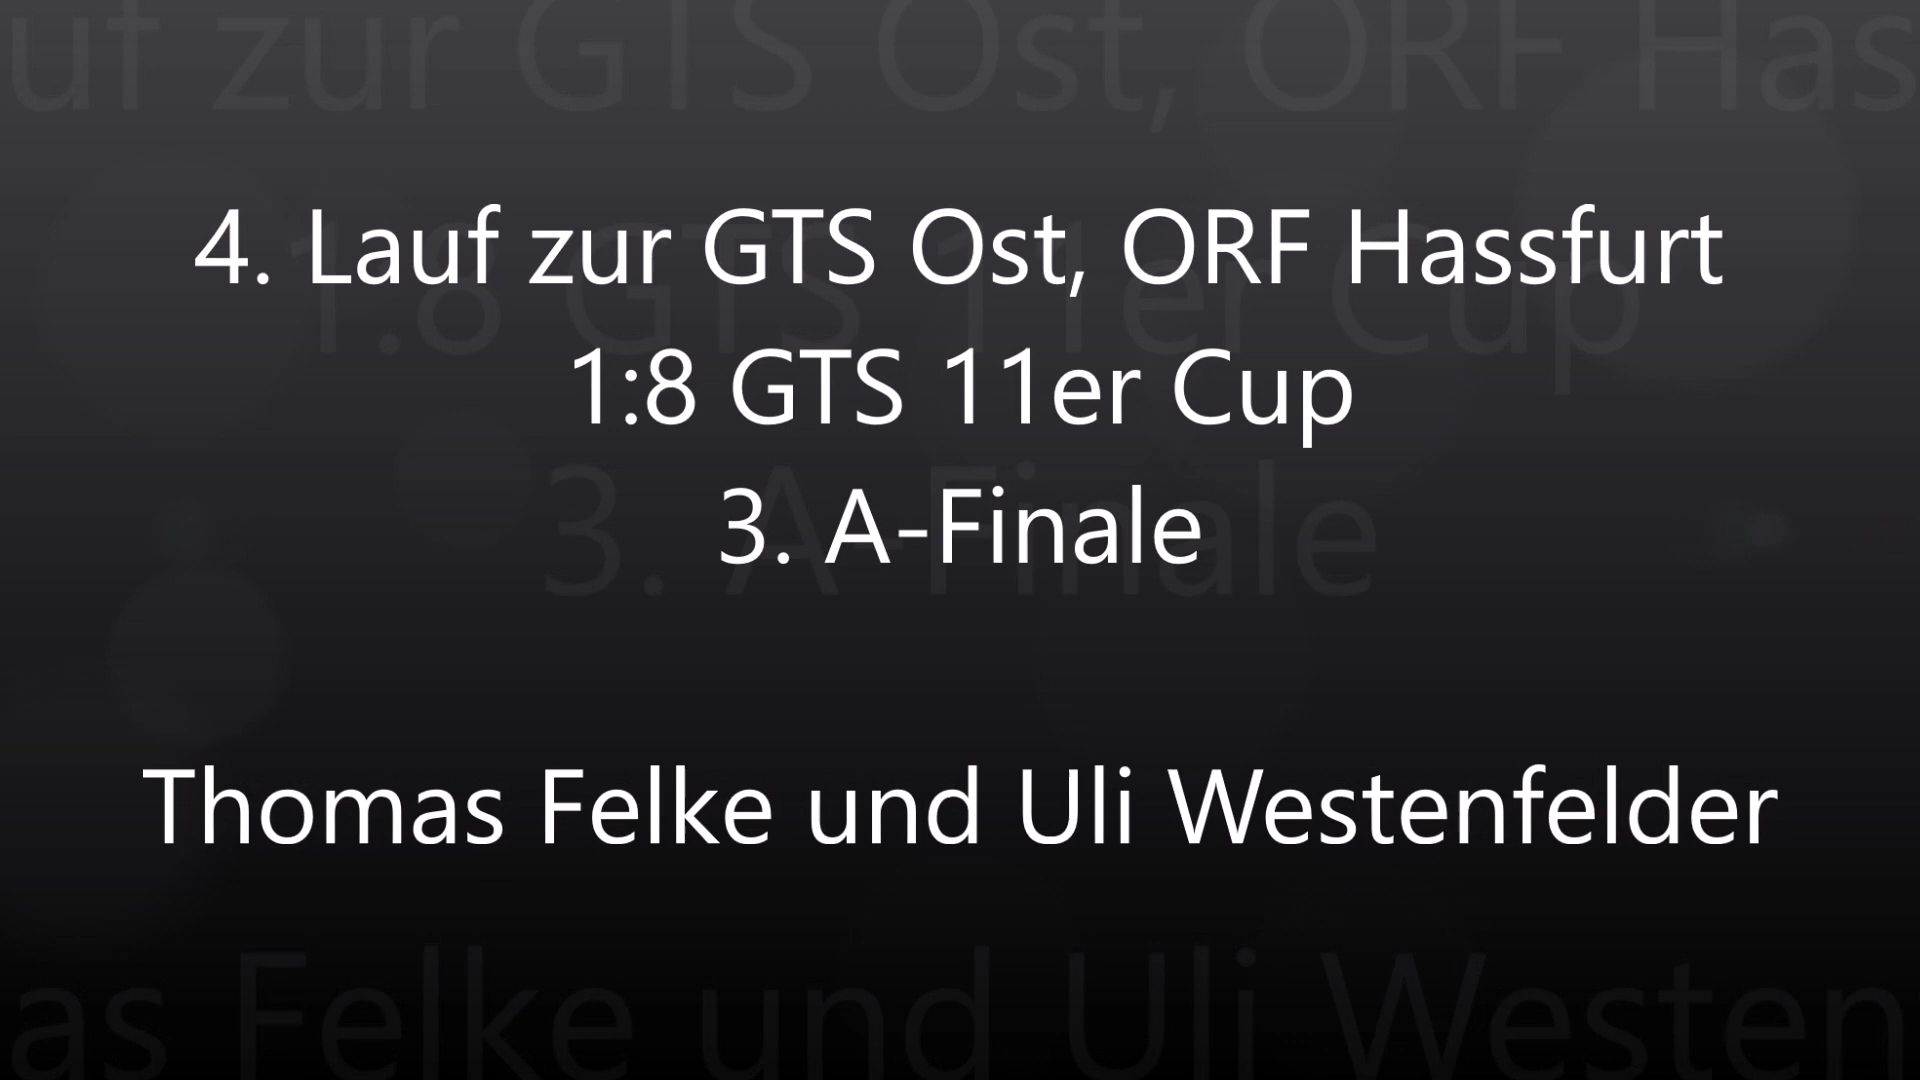 4. Lauf zur GTS Ost, ORF Hassfurt
1:8 GTS 11er Cup
3. A-Finale
Thomas Felke und Uli Westenfelder